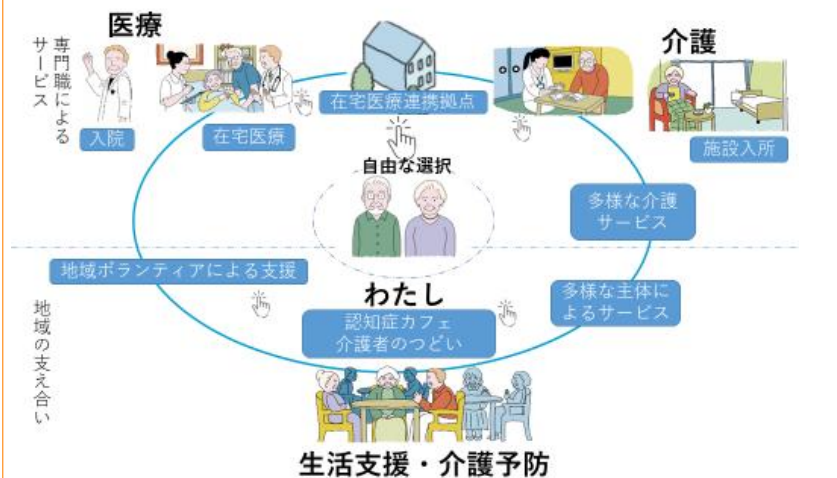 医療
介護
専門職による
サービス
入院
在宅医療
在宅医療連携拠点
施設入所
自由な選択
多様な介護
サービス
地域ボランティアによる支援
わたし
多様な主体に
よるサービス
認知症カフェ
介護者のつどい
地域の支え合い
生活支援・介護予防